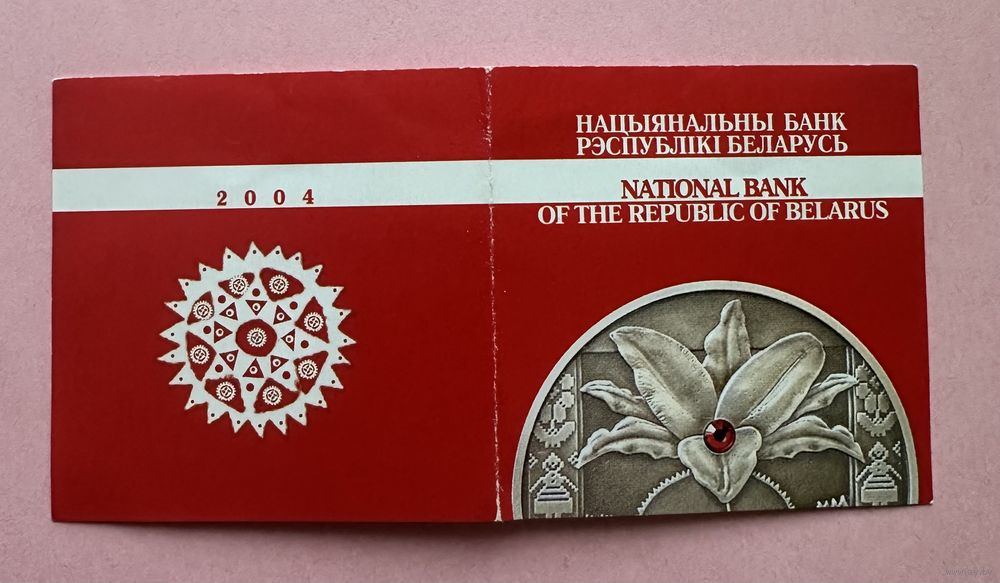 2004
НАЦЫЯНАЛЬНЫ БАНК
РЭСПУБЛІКІ БЕЛАРУСЬ
NATIONAL BANK
OF THE REPUBLIC OF BELARUS